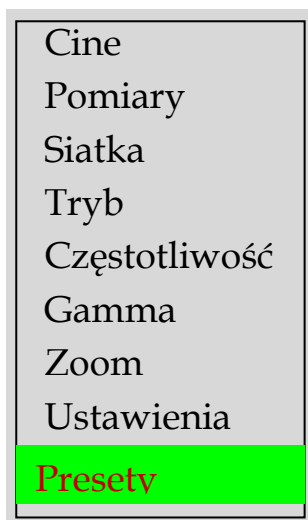 Cine
Pomiary
Siatka
Tryb
Częstotliwość
Gamma
Zoom
Ustawienia
Presety